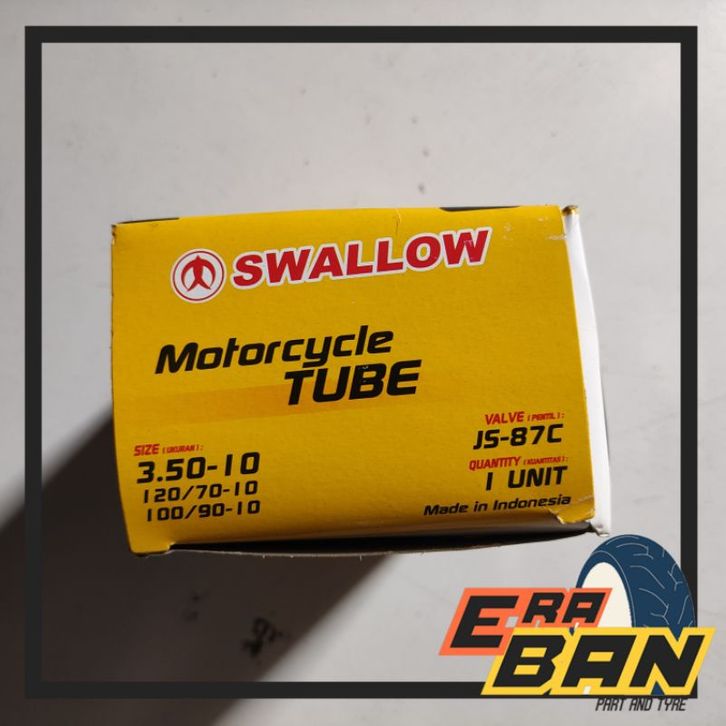 SWALLOW
Motorcycle
TUBE
SIZE (UKURAN):
3.50-10
120/70-10
100/90-10
VALVE (PENTIL):
JS-87C
QUANTITY (KUANTITAS):
1 UNIT
Made in Indonesia
ERA
BAN
PART AND TYRE